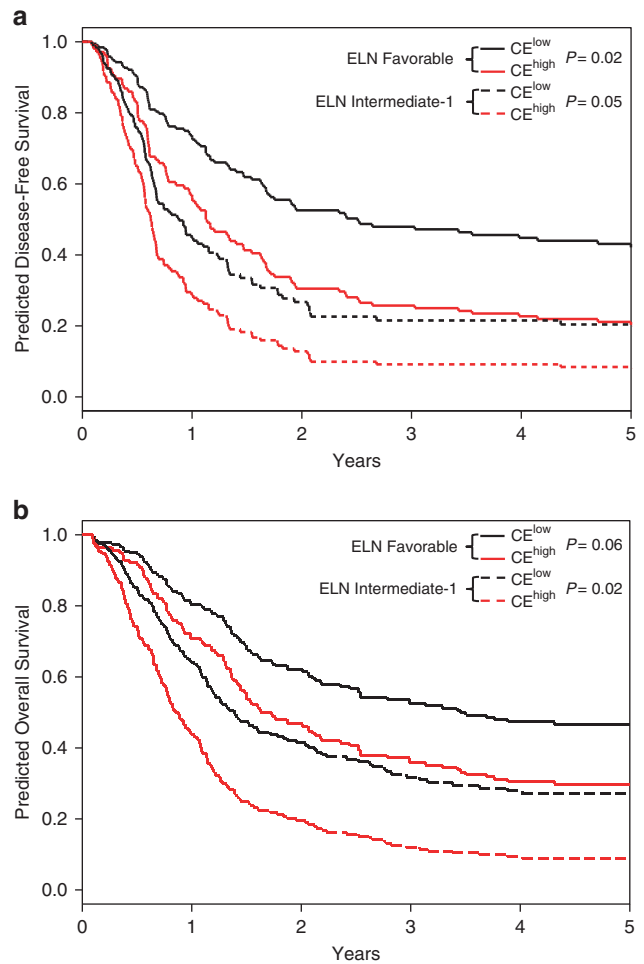 a
Predicted Disease-Free Survival
1.0
0.8
0.6
0.4
0.2
0.0
ELN Favorable
CE^low
CE^high
P= 0.02
ELN Intermediate-1
CE^low
CE^high
P= 0.05
0 1 2 3 4 5
Years
b
Predicted Overall Survival
1.0
0.8
0.6
0.4
0.2
0.0
ELN Favorable
CE^low
CE^high
P= 0.06
ELN Intermediate-1
CE^low
CE^high
P= 0.02
0 1 2 3 4 5
Years